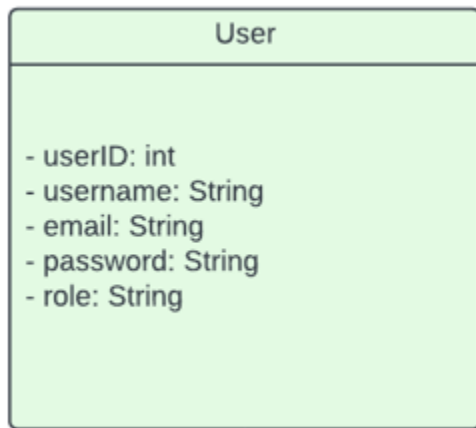 User
- userID: int
- username: String
- email: String
- password: String
- role: String